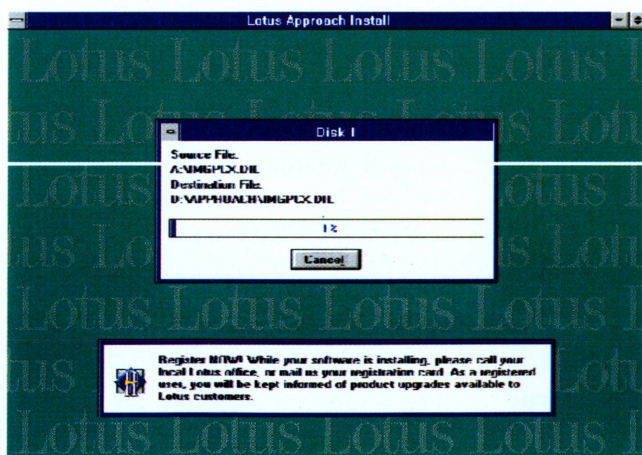 Lotus Approach Install
Lotus Lotus Lotus Lotus
Disk 1
Source File:
A:\IMGPCX.DIL
Destination File:
D:\APPROACH\IMGPCX.DIL
1%
Cancel
Register NOW! While your software is installing, please call your
local Lotus office, or mail us your registration card. As a registered
user, you will be kept informed of product upgrades available to
Lotus customers.